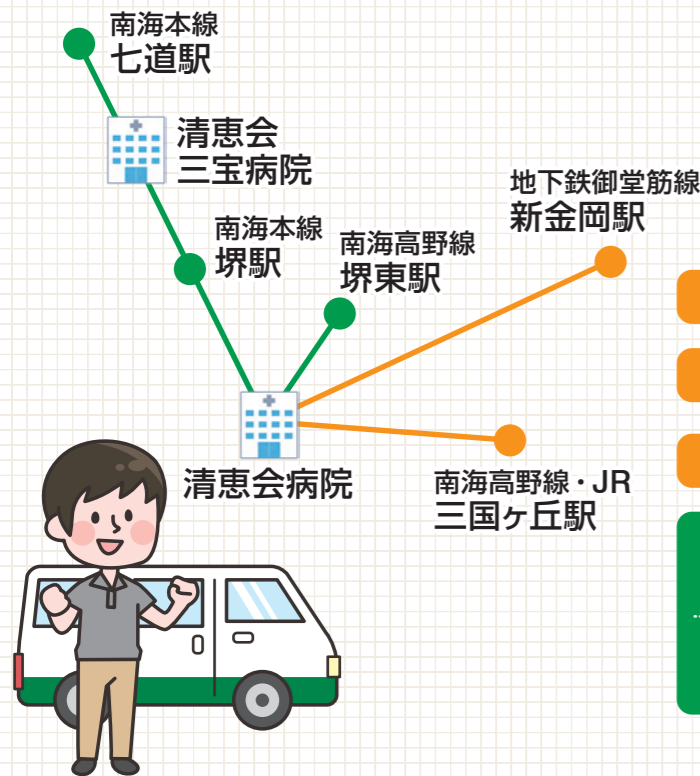 南海本線
七道駅
清恵会
三宝病院
地下鉄御堂筋線
新金岡駅
南海本線
堺駅
南海高野線
堺東駅
清恵会病院
南海高野線・JR
三国ヶ丘駅